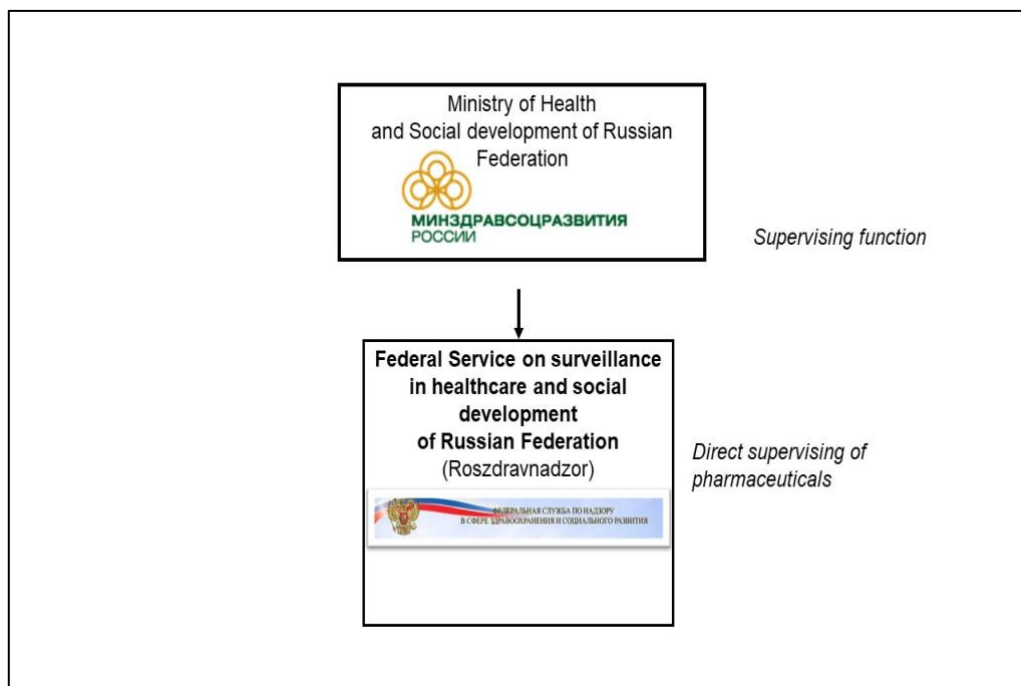 Ministry of Health
and Social development of Russian
Federation
МИНЗДРАВСОЦРАЗВИТИЯ
РОССИИ
Supervising function
Federal Service on surveillance
in healthcare and social
development
of Russian Federation
(Roszdravnadzor)
ФЕДЕРАЛЬНАЯ СЛУЖБА ПО НАДЗОРУ
В СФЕРЕ ЗДРАВООХРАНЕНИЯ И СОЦИАЛЬНОГО РАЗВИТИЯ
Direct supervising of
pharmaceuticals